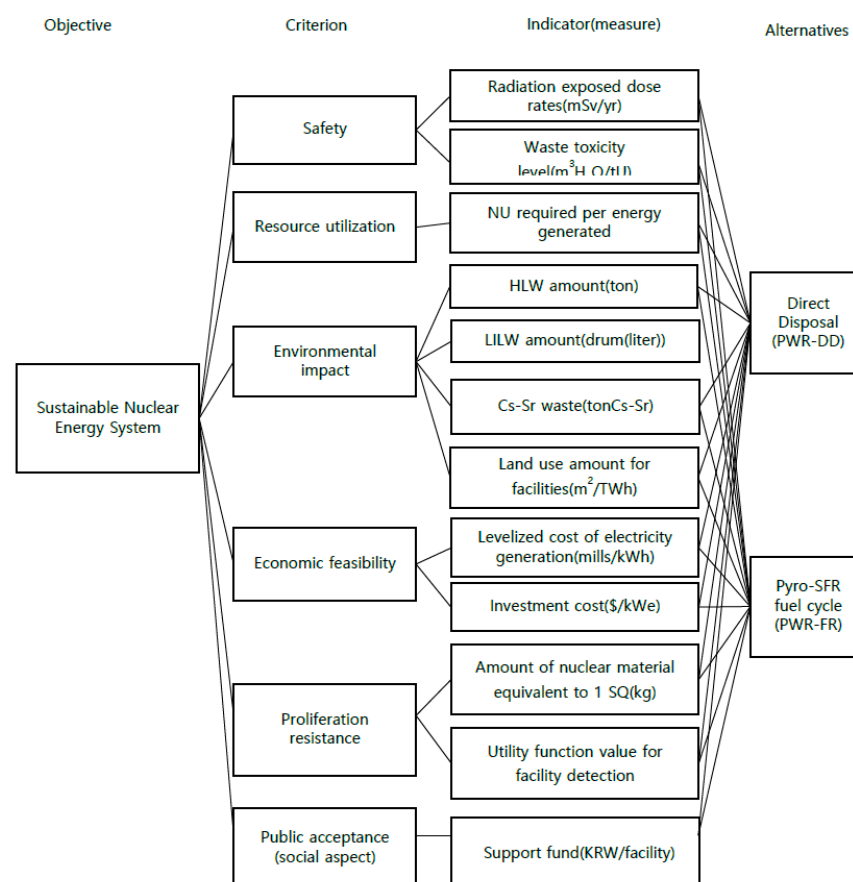 Objective
Criterion
Indicator(measure)
Alternatives
Sustainable Nuclear
Energy System
Safety
Resource utilization
Environmental
impact
Economic feasibility
Proliferation
resistance
Public acceptance
(social aspect)
Radiation exposed dose
rates(mSv/yr)
Waste toxicity
level(m³H₂O/tU)
NU required per energy
generated
HLW amount(ton)
LILW amount(drum(liter))
Cs-Sr waste(tonCs-Sr)
Land use amount for
facilities(m²/TWh)
Levelized cost of electricity
generation(mills/kWh)
Investment cost($/kWe)
Amount of nuclear material
equivalent to 1 SQ(kg)
Utility function value for
facility detection
Support fund(KRW/facility)
Direct
Disposal
(PWR-DD)
Pyro-SFR
fuel cycle
(PWR-FR)